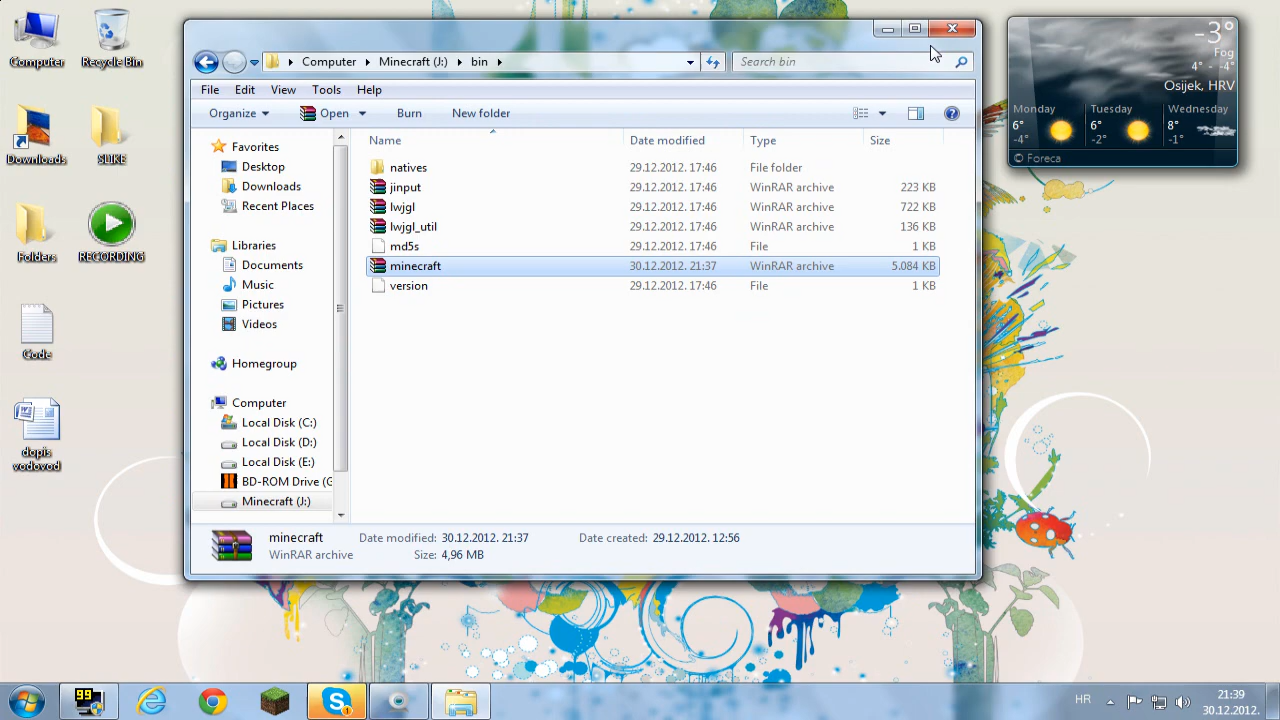 Computer
Recycle Bin
Downloads
SLIKE
Folders
RECORDING
Code
dopis
vodovod
Computer
Minecraft (J:)
bin
Search bin
File Edit View Tools Help
Organize Open Burn New folder
Favorites
Desktop
Downloads
Recent Places
Libraries
Documents
Music
Pictures
Videos
Homegroup
Computer
Local Disk (C:)
Local Disk (D:)
Local Disk (E:)
BD-ROM Drive (G
Minecraft (J:)
Name Date modified Type Size
natives 29.12.2012. 17:46 File folder
jinput 29.12.2012. 17:46 WinRAR archive 223 KB
lwjgl 29.12.2012. 17:46 WinRAR archive 722 KB
lwjgl_util 29.12.2012. 17:46 WinRAR archive 136 KB
md5s 29.12.2012. 17:46 File 1 KB
minecraft 30.12.2012. 21:37 WinRAR archive 5.084 KB
version 29.12.2012. 17:46 File 1 KB
minecraft Date modified: 30.12.2012. 21:37 Date created: 22.12.2012. 12:56
WinRAR archive Size: 4,96 MB
-3°
Fog
4° - -4°
Osijek, HRV
Monday Tuesday Wednesday
6° 6° 8°
-4° -2° -1°
© Foreca
99
HR
21:39
30.12.2012.